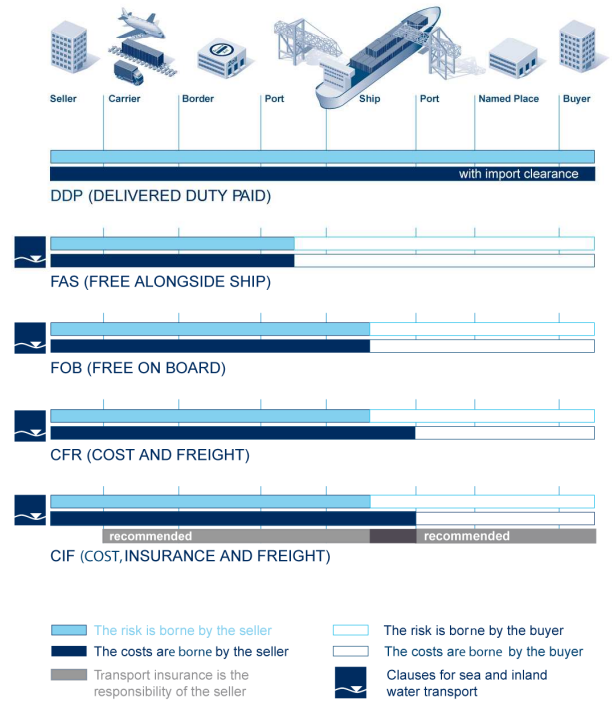 Seller Carrier Border Port Ship Port Named Place Buyer
with import clearance
DDP (DELIVERED DUTY PAID)
FAS (FREE ALONGSIDE SHIP)
FOB (FREE ON BOARD)
CFR (COST AND FREIGHT)
recommended recommended
CIF (COST, INSURANCE AND FREIGHT)
The risk is borne by the seller
The risk is borne by the buyer
The costs are borne by the seller
The costs are borne by the buyer
Transport insurance is the
responsibility of the seller
Clauses for sea and inland
water transport